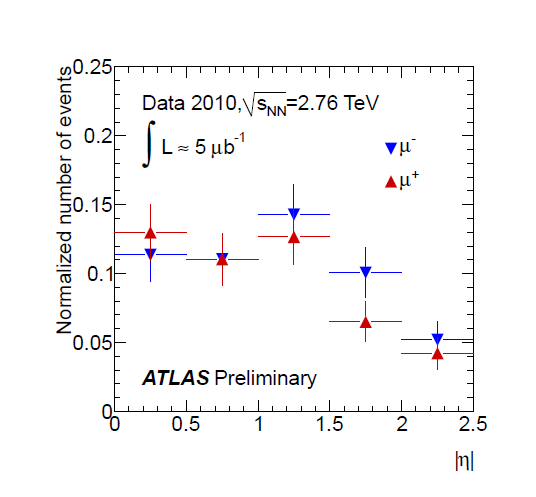 Normalized number of events
0.25
0.2
0.15
0.1
0.05
0
Data 2010,√sNN=2.76 TeV
∫ L ≈ 5 μb-1
μ-
μ+
ATLAS Preliminary
0 0.5 1 1.5 2 2.5
|η|